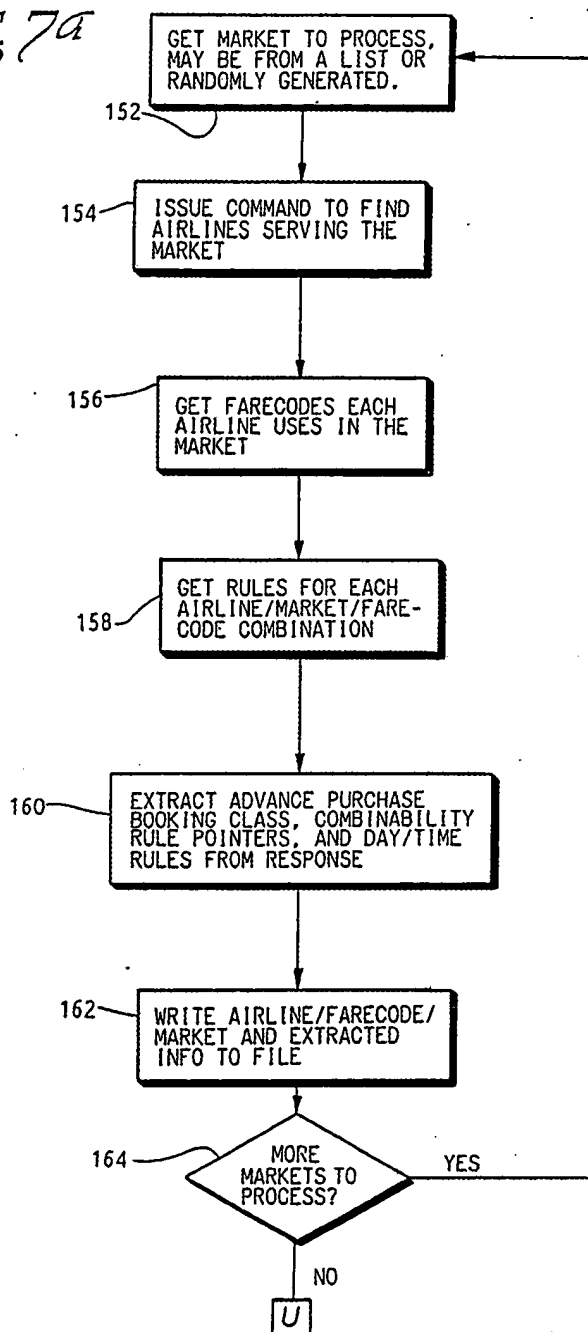 7a
GET MARKET TO PROCESS,
MAY BE FROM A LIST OR
RANDOMLY GENERATED.
152
154
ISSUE COMMAND TO FIND
AIRLINES SERVING THE
MARKET
156
GET FARECODES EACH
AIRLINE USES IN THE
MARKET
158
GET RULES FOR EACH
AIRLINE/MARKET/FARE-
CODE COMBINATION
160
EXTRACT ADVANCE PURCHASE
BOOKING CLASS, COMBINABILITY
RULE POINTERS, AND DAY/TIME
RULES FROM RESPONSE
162
WRITE AIRLINE/FARECODE/
MARKET AND EXTRACTED
INFO TO FILE
164
MORE
MARKETS TO
PROCESS?
YES
NO
U